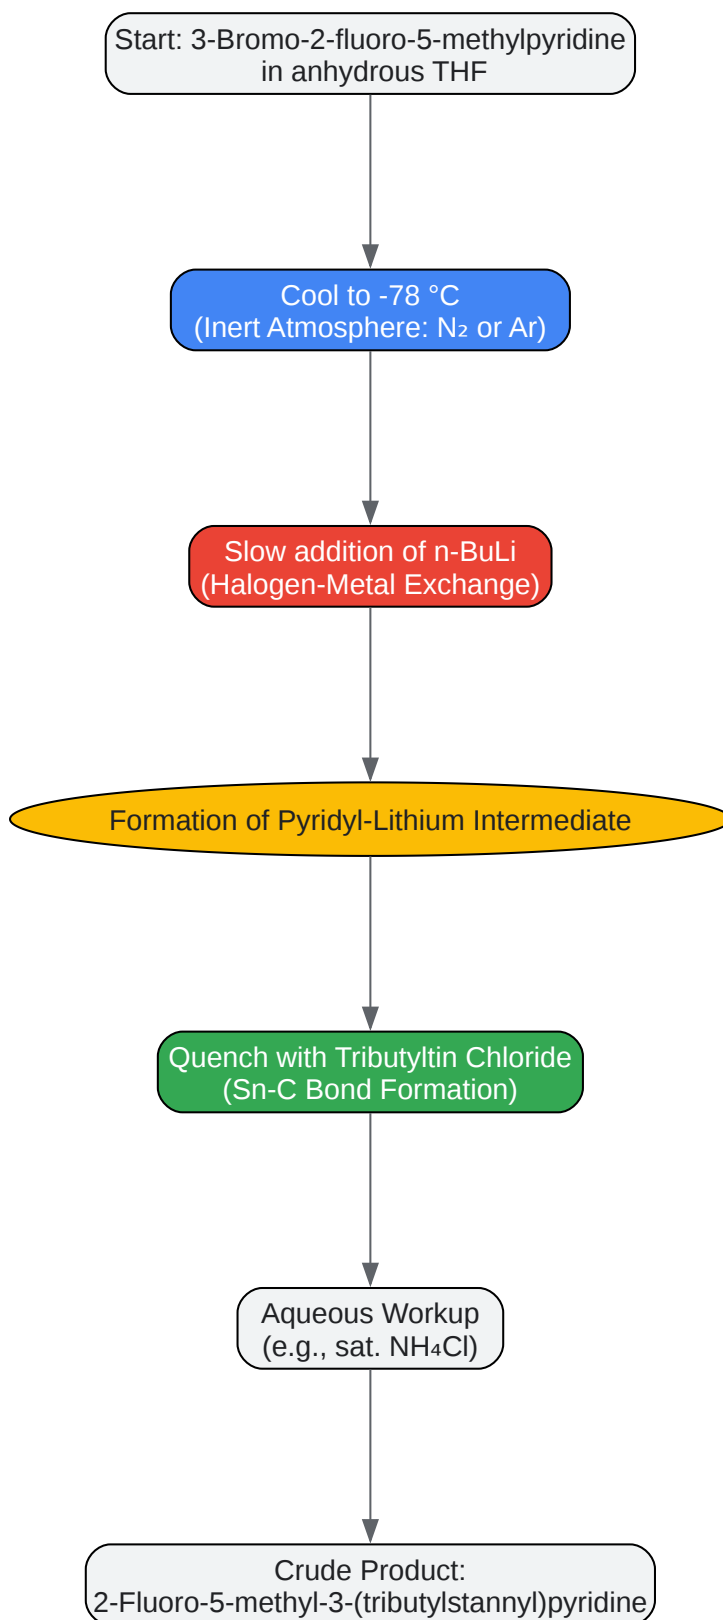 Start: 3-Bromo-2-fluoro-5-methylpyridine
in anhydrous THF
Cool to -78 °C
(Inert Atmosphere: N₂ or Ar)
Slow addition of n-BuLi
(Halogen-Metal Exchange)
Formation of Pyridyl-Lithium Intermediate
Quench with Tributyltin Chloride
(Sn-C Bond Formation)
Aqueous Workup
(e.g., sat. NH₄Cl)
Crude Product:
2-Fluoro-5-methyl-3-(tributylstannyl)pyridine